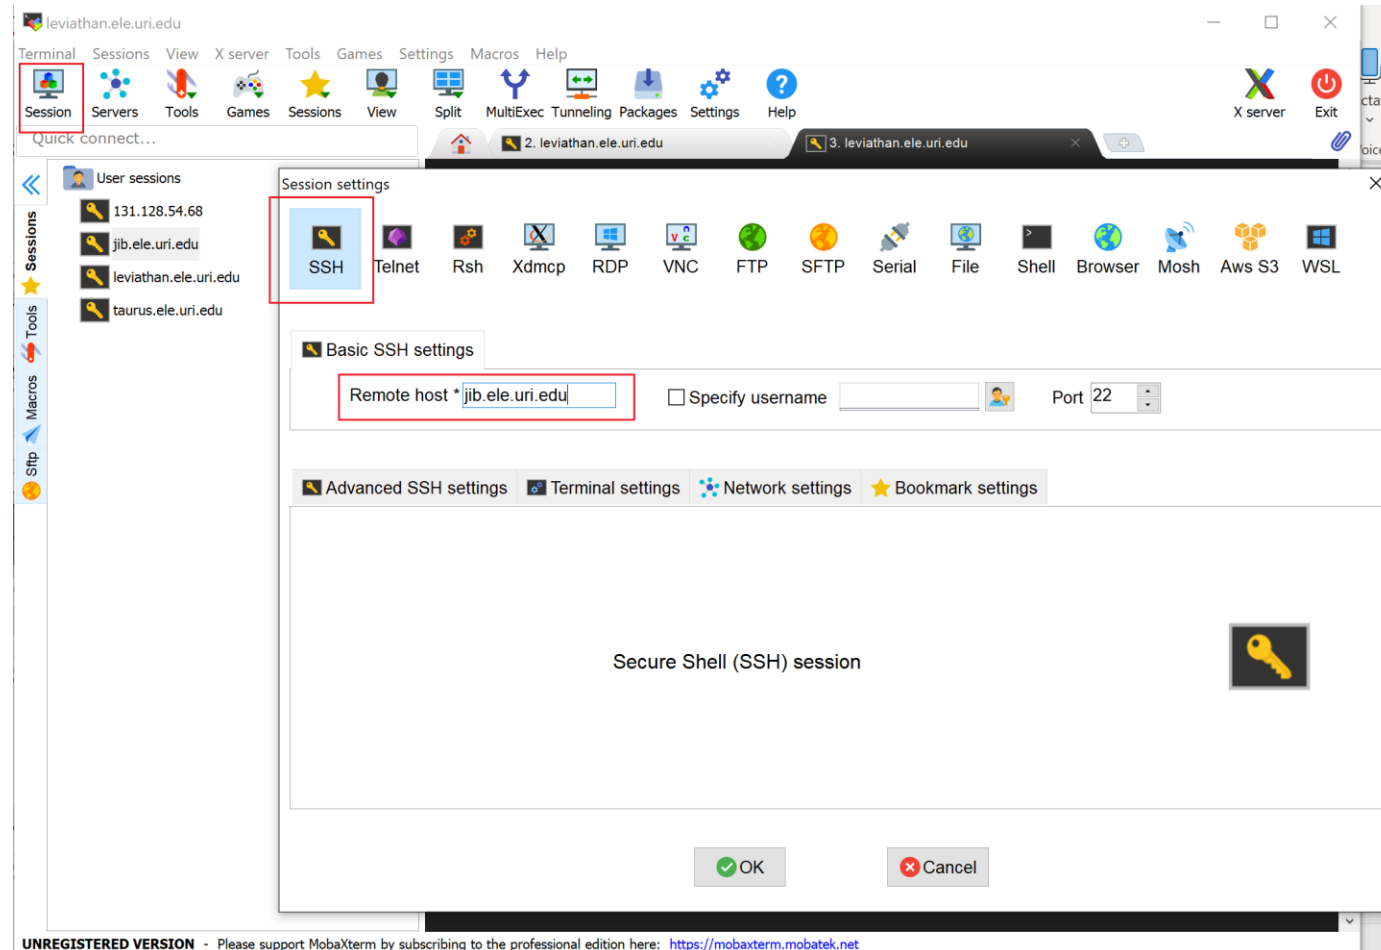 leviathan.ele.uri.edu
Terminal Sessions View X server Tools Games Settings Macros Help
Session Servers Tools Games Sessions View Split MultiExec Tunneling Packages Settings Help X server Exit
Quick connect...
2. leviathan.ele.uri.edu
3. leviathan.ele.uri.edu
User sessions
131.128.54.68
jib.ele.uri.edu
leviathan.ele.uri.edu
taurus.ele.uri.edu
Sessions
Tools
Macros
Sftp
Session settings
SSH Telnet Rsh Xdmcp RDP VNC FTP SFTP Serial File Shell Browser Mosh Aws S3 WSL
Basic SSH settings
Remote host * jib.ele.uri.edu Specify username Port 22
Advanced SSH settings Terminal settings Network settings Bookmark settings
Secure Shell (SSH) session
OK Cancel
UNREGISTERED VERSION - Please support MobaXterm by subscribing to the professional edition here: https://mobaxterm.mobatek.net